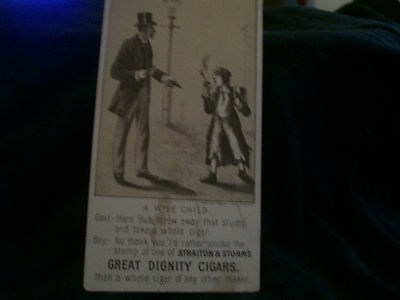 A WISE CHILD.
Gent.- Here Bub, throw away that stump
and take a whole cigar.
Boy.- No thank you, I'd rather smoke the
stump of one of STRAITON & STORM'S
GREAT DIGNITY CIGARS,
than a whole cigar of any other maker.